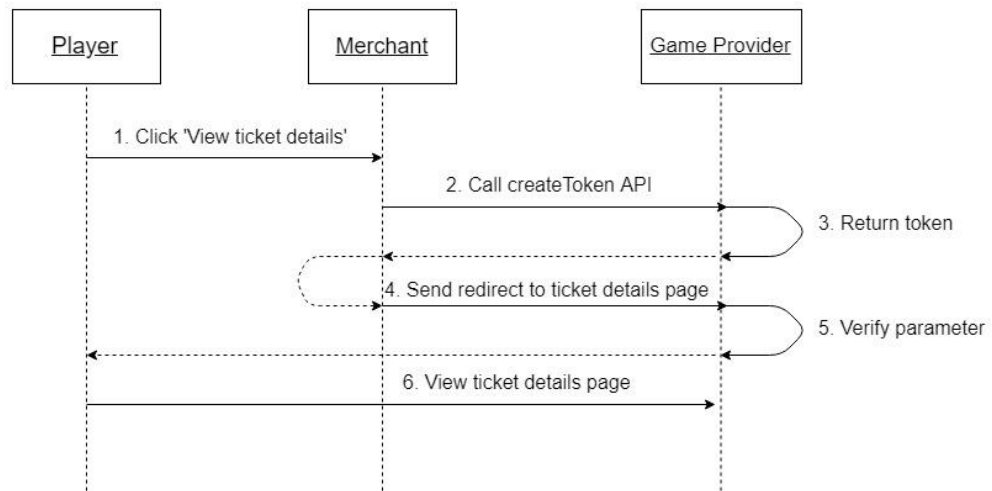 Player
Merchant
Game Provider
1. Click 'View ticket details'
2. Call createToken API
3. Return token
4. Send redirect to ticket details page
5. Verify parameter
6. View ticket details page